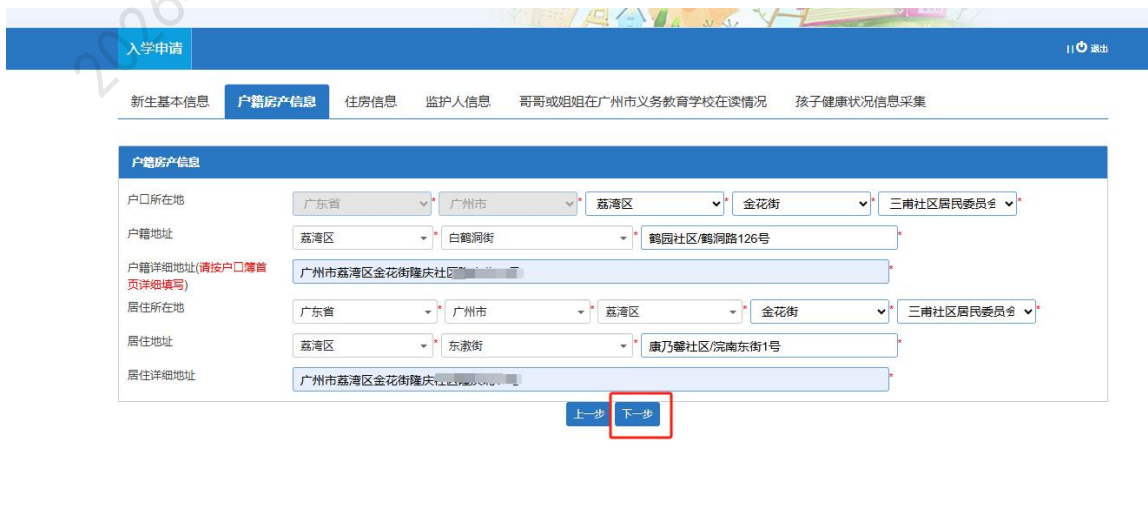 2026
入学申请
退出
新生基本信息 户籍房产信息 住房信息 监护人信息 哥哥或姐姐在广州市义务教育学校在读情况 孩子健康状况信息采集
户籍房产信息
户口所在地 广东省 * 广州市 * 荔湾区 * 金花街 * 三甫社区居民委员会 *
户籍地址 荔湾区 * 白鹤洞街 * 鹤园社区/鹤洞路126号 *
户籍详细地址(请按户口簿首
页详细填写) 广州市荔湾区金花街隆庆社区 *
居住所在地 广东省 * 广州市 * 荔湾区 * 金花街 * 三甫社区居民委员会 *
居住地址 荔湾区 * 东漖街 * 康乃馨社区/浣南东街1号 *
居住详细地址 广州市荔湾区金花街隆庆 *
上一步 下一步